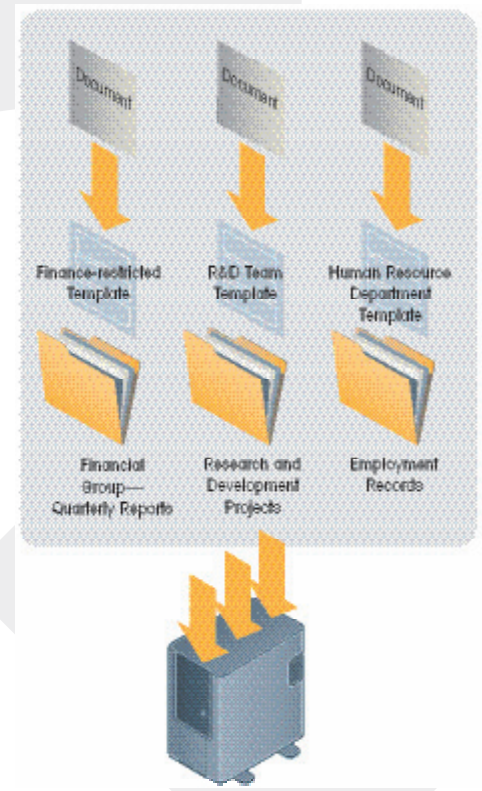 Document
Document
Document
Finance-restricted
Template
R&D Team
Template
Human Resource
Department
Template
Financial
Group—
Quarterly Reports
Research and
Development
Projects
Employment
Records